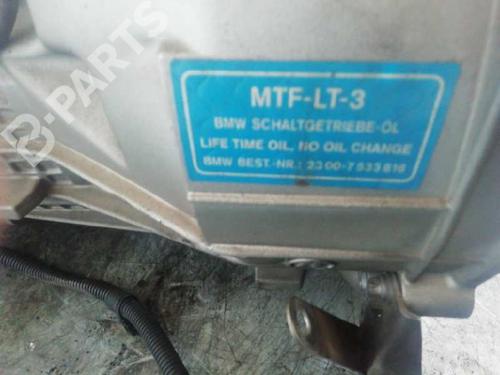 MTF-LT-3
BMW SCHALTGETRIEBE-ÖL
LIFE TIME OIL, NO OIL CHANGE
BMW BEST.-NR.: 2300-7533818
B-PARTS